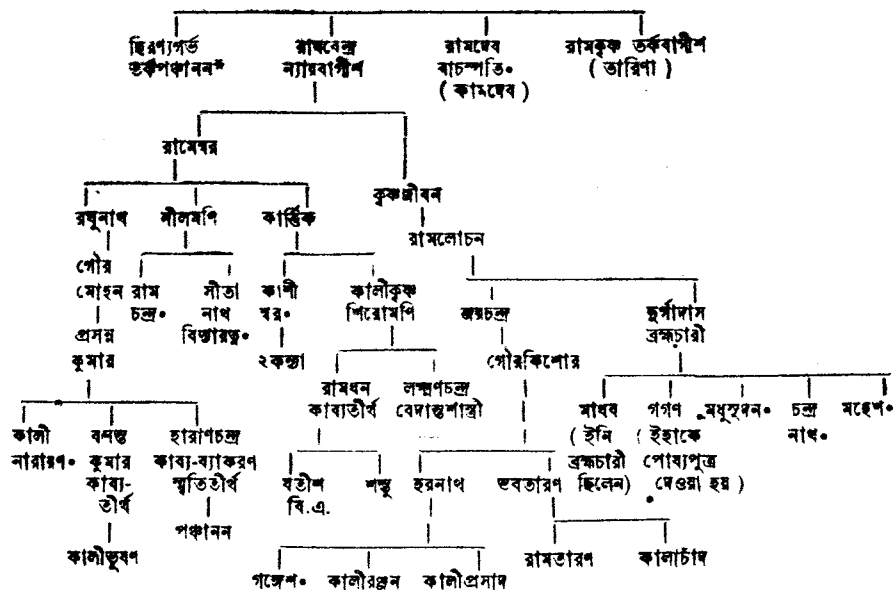 হিরণ্যগর্ভ রামবেন্দ্র রামদেব রামকৃষ্ণ তর্কবাগীশ
তর্কপঞ্চানন* ন্যায়বাগীশ বাচস্পতি• ( তারিণা )
( কামদেব )
রামেশ্বর
কৃষ্ণজীবন
রঘুনাথ নীলমণি কার্ত্তিক
রামলোচন
গৌর
মোহন রাম সীতা কাশী কালীকৃষ্ণ জয়চন্দ্র দুর্গাদাস
চন্দ্র• নাথ শ্বর• শিরোমণি ব্রহ্মচারী
প্রসন্ন বিদ্যারত্ন•
কুমার ২কন্তা গৌরকিশোর
রামধন লক্ষ্মণচন্দ্র
কাব্যতীর্থ বেদান্তশাস্ত্রী মাধব গগণ মধুসূদন• চন্দ্র মহেশ•
কালী বসন্ত হারাণচন্দ্র ( ইনি ( ইহাকে নাথ•
নারায়ণ• কুমার কাব্য-ব্যাকরণ ব্রহ্মচারী পোষ্যপুত্র
কাব্য- স্মৃতিতীর্থ যতীশ শম্ভু হরনাথ ভবতারণ ছিলেন) দেওয়া হয় )
তীর্থ বি.এ.
পঞ্চানন
কালীভূষণ রামতারণ কালাচাঁদ
গঙ্গেশ• কালীরঞ্জন কালীপ্রসাদ